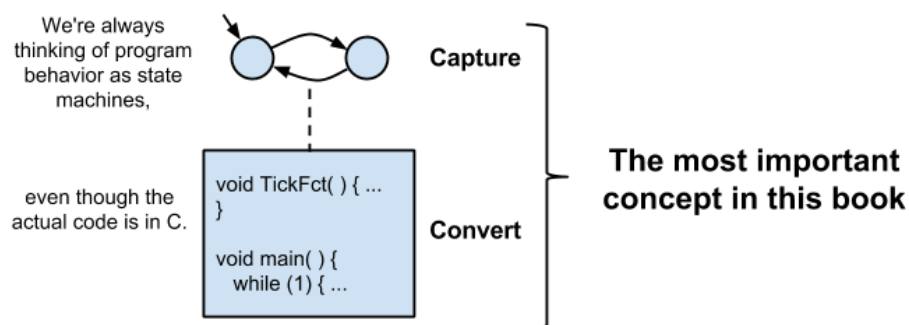 We're always
thinking of program
behavior as state
machines,
Capture
The most important
concept in this book
even though the
actual code is in C.
void TickFct( ) { ...
}
void main( ) {
while (1) { ...
Convert